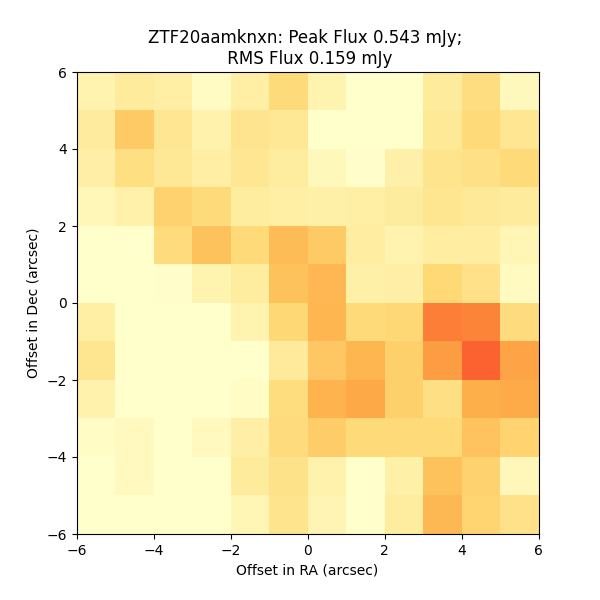 ZTF20aamknxn: Peak Flux 0.543 mJy;
RMS Flux 0.159 mJy
6
4
2
0
−2
−4
−6
Offset in Dec (arcsec)
−6 −4 −2 0 2 4 6
Offset in RA (arcsec)